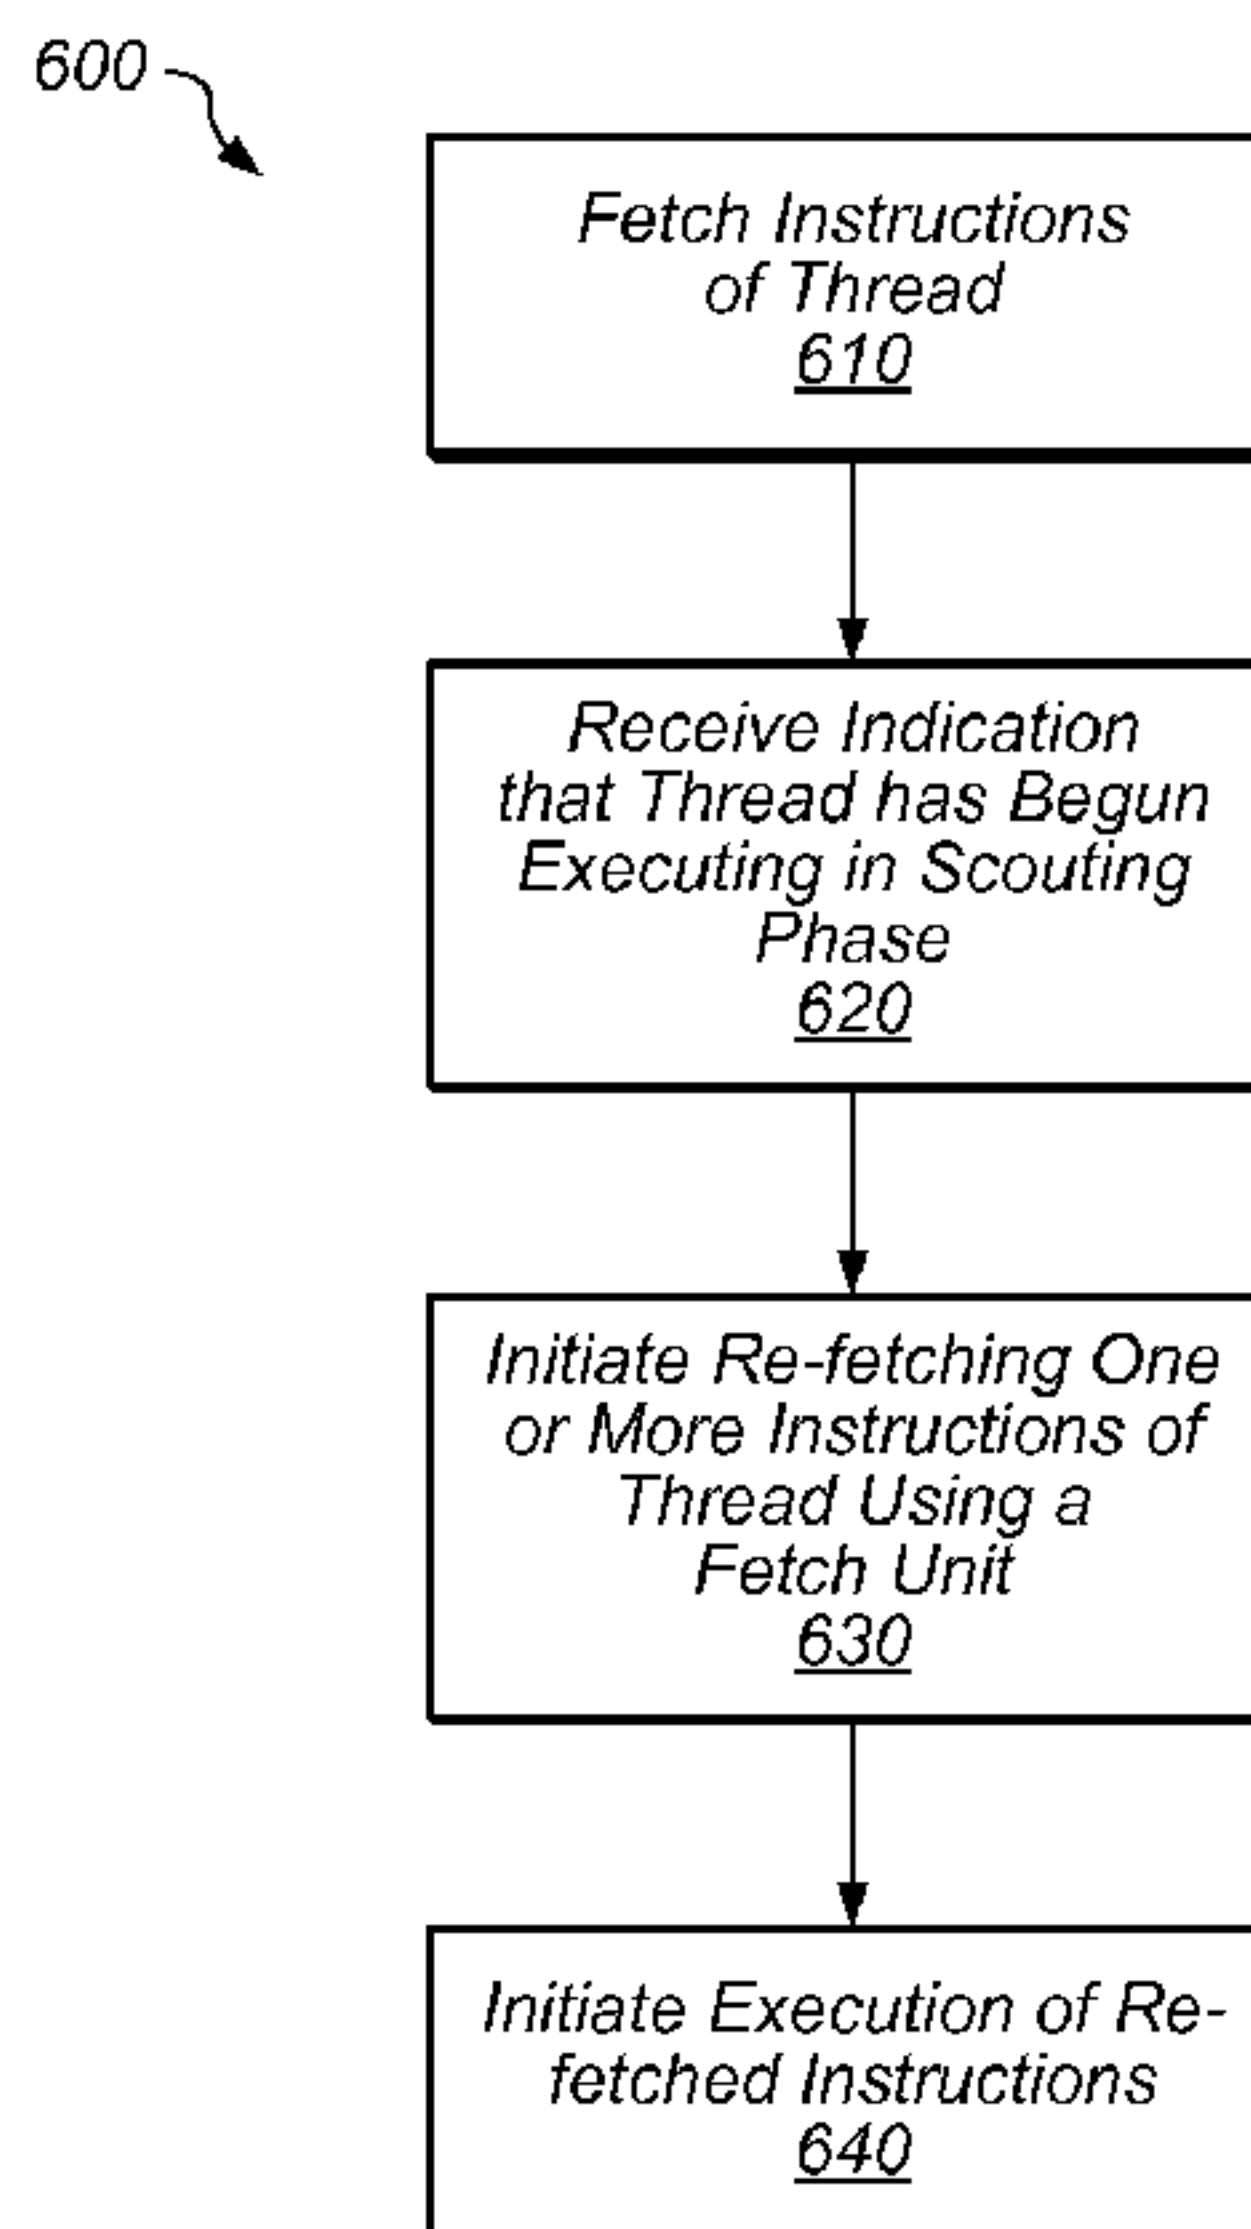 600
Fetch Instructions
of Thread
610
Receive Indication
that Thread has Begun
Executing in Scouting
Phase
620
Initiate Re-fetching One
or More Instructions of
Thread Using a
Fetch Unit
630
Initiate Execution of Re-
fetched Instructions
640